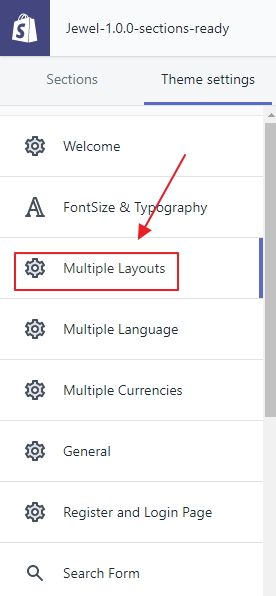 Jewel-1.0.0-sections-ready
Sections Theme settings
Welcome
FontSize & Typography
Multiple Layouts
Multiple Language
Multiple Currencies
General
Register and Login Page
Search Form